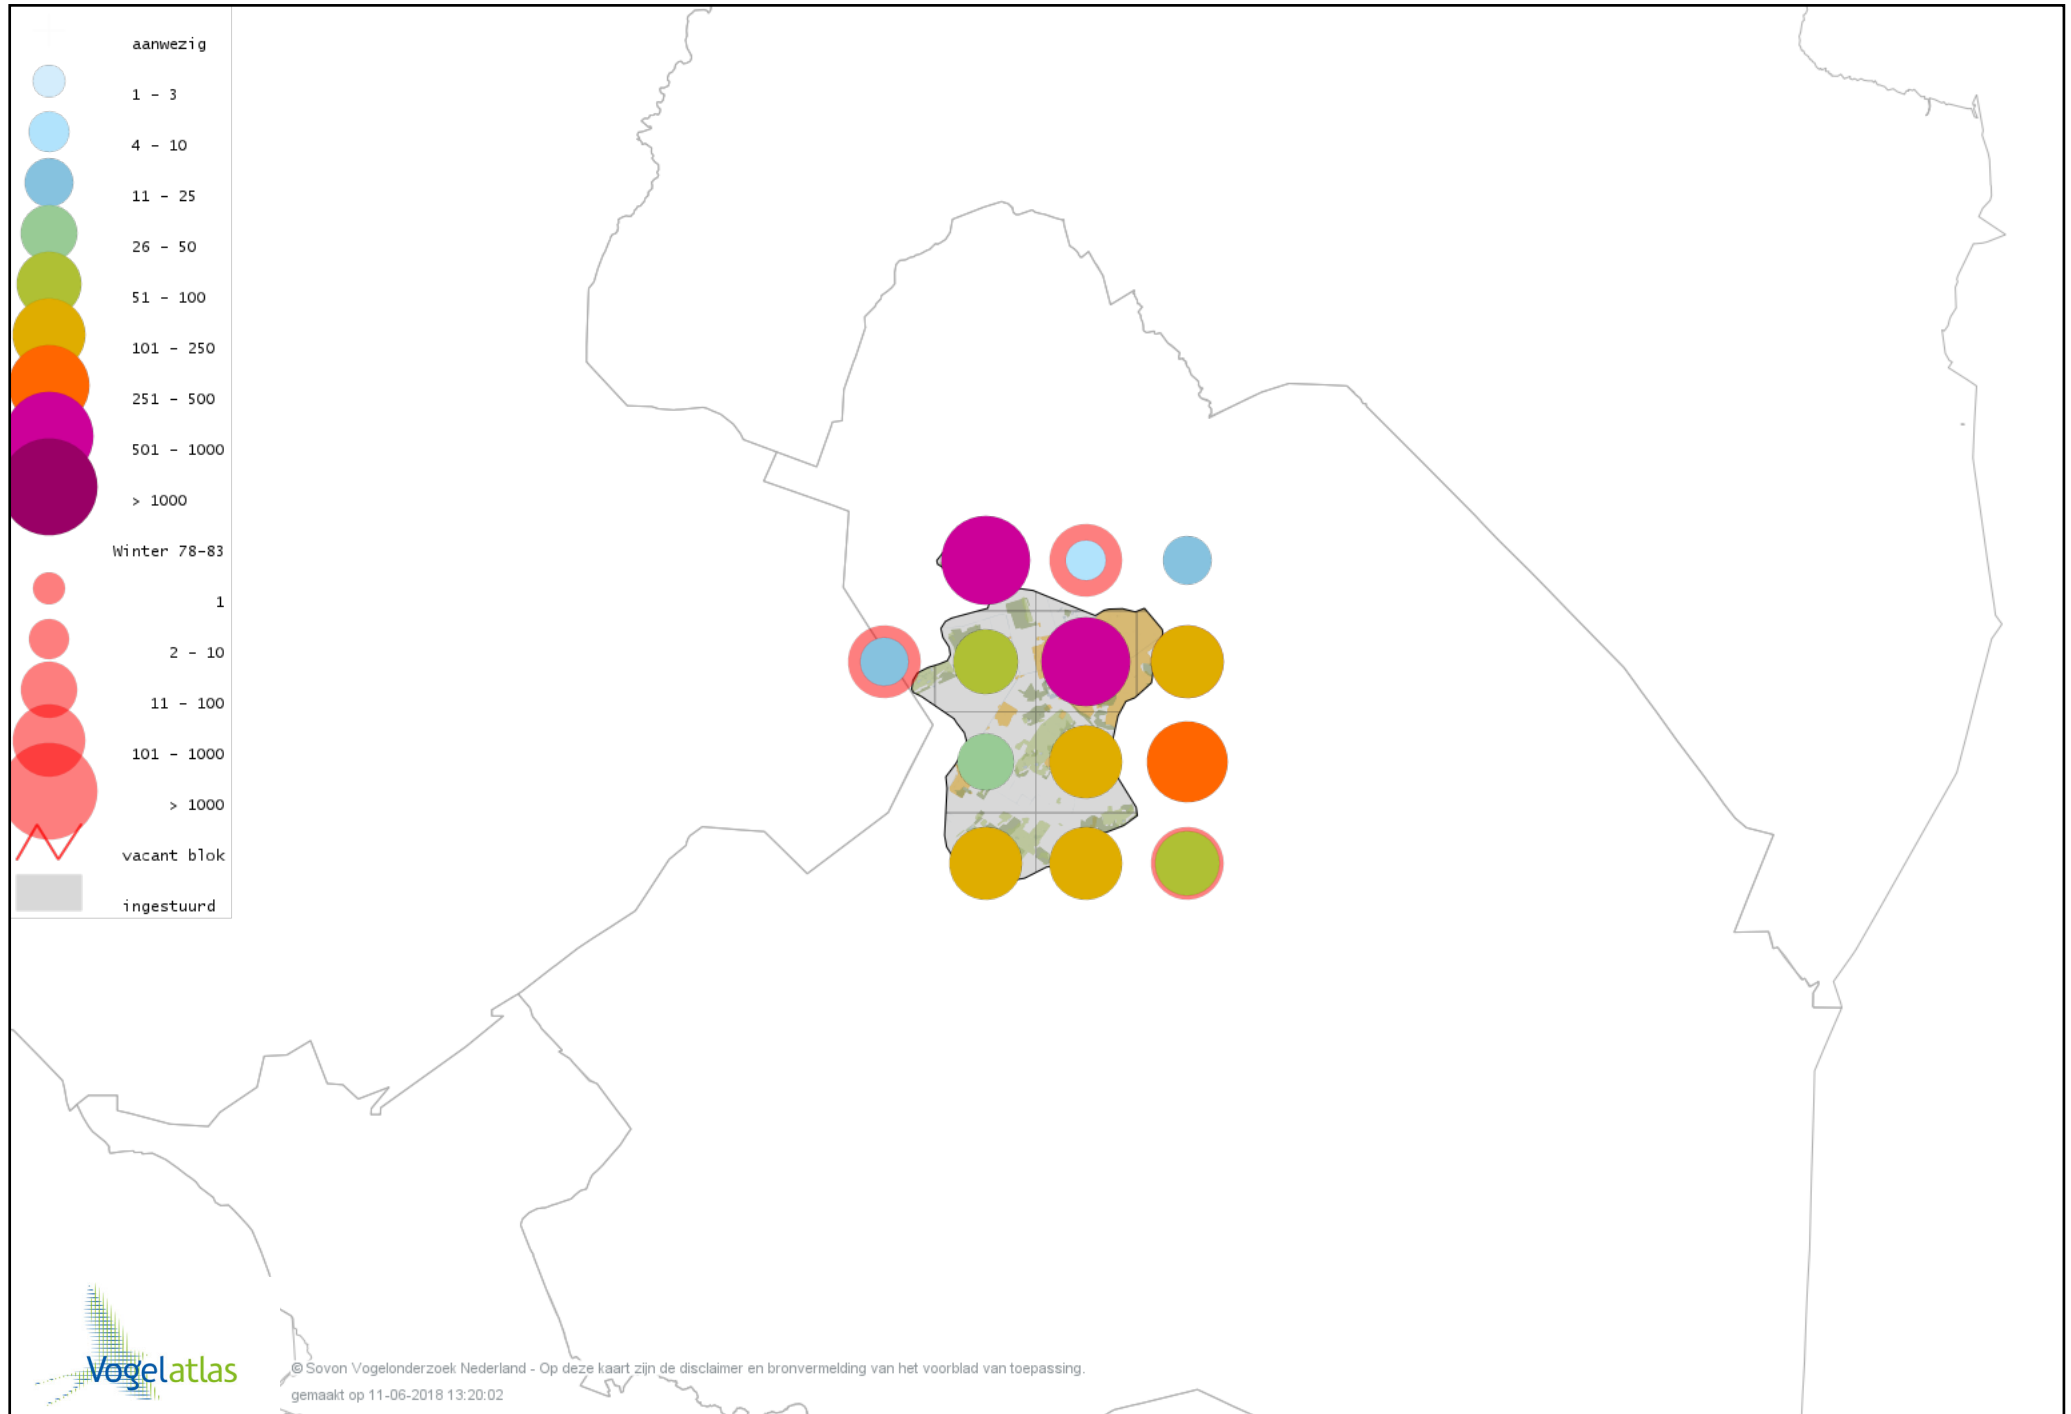 aanwezig
1 – 3
4 – 10
11 – 25
26 – 50
51 – 100
101 – 250
251 – 500
501 – 1000
> 1000
Winter 78–83
1
2 – 10
11 – 100
101 – 1000
> 1000
vacant blok
ingestuurd
Vogelatlas
© Sovon Vogelonderzoek Nederland - Op deze kaart zijn de disclaimer en bronvermelding van het voorblad van toepassing.
gemaakt op 11-06-2018 13:20:02